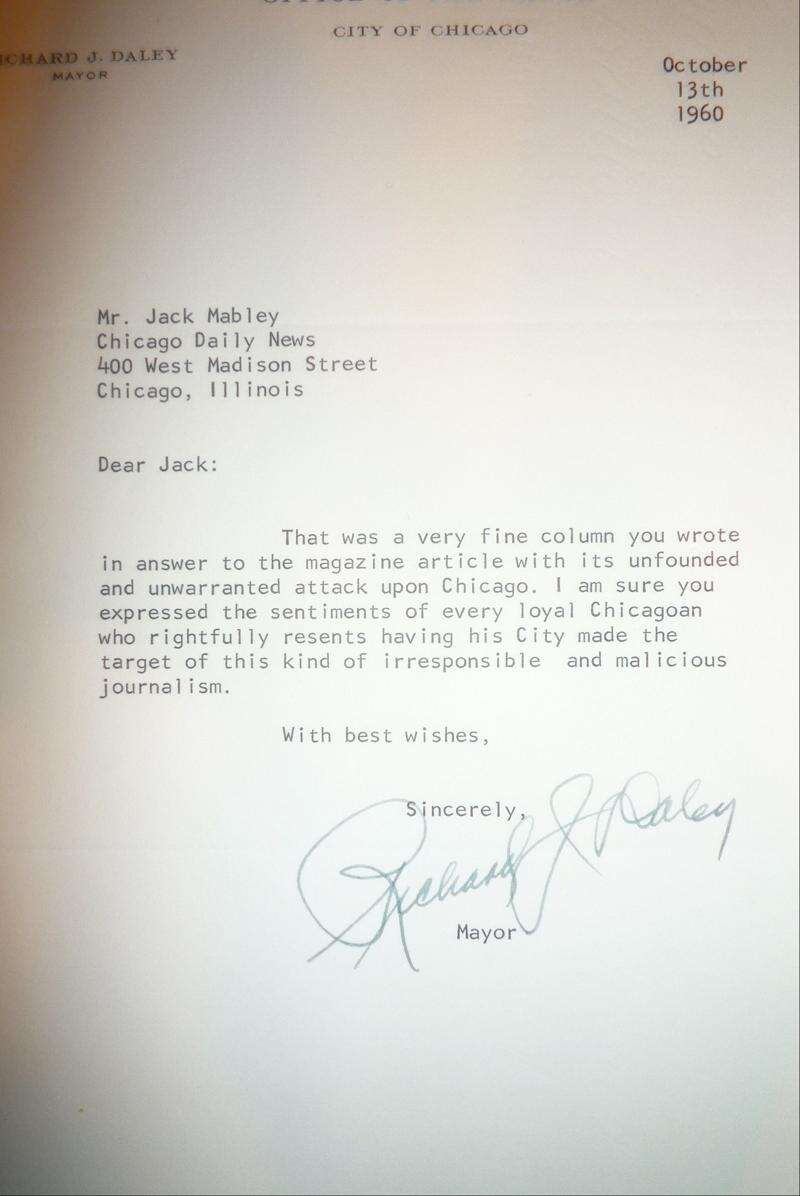 CITY OF CHICAGO
RICHARD J. DALEY
MAYOR
October
13th
1960
Mr. Jack Mabley
Chicago Daily News
400 West Madison Street
Chicago, Illinois
Dear Jack:
That was a very fine column you wrote
in answer to the magazine article with its unfounded
and unwarranted attack upon Chicago. I am sure you
expressed the sentiments of every loyal Chicagoan
who rightfully resents having his City made the
target of this kind of irresponsible and malicious
journalism.
With best wishes,
Sincerely,
Richard J. Daley
Mayor